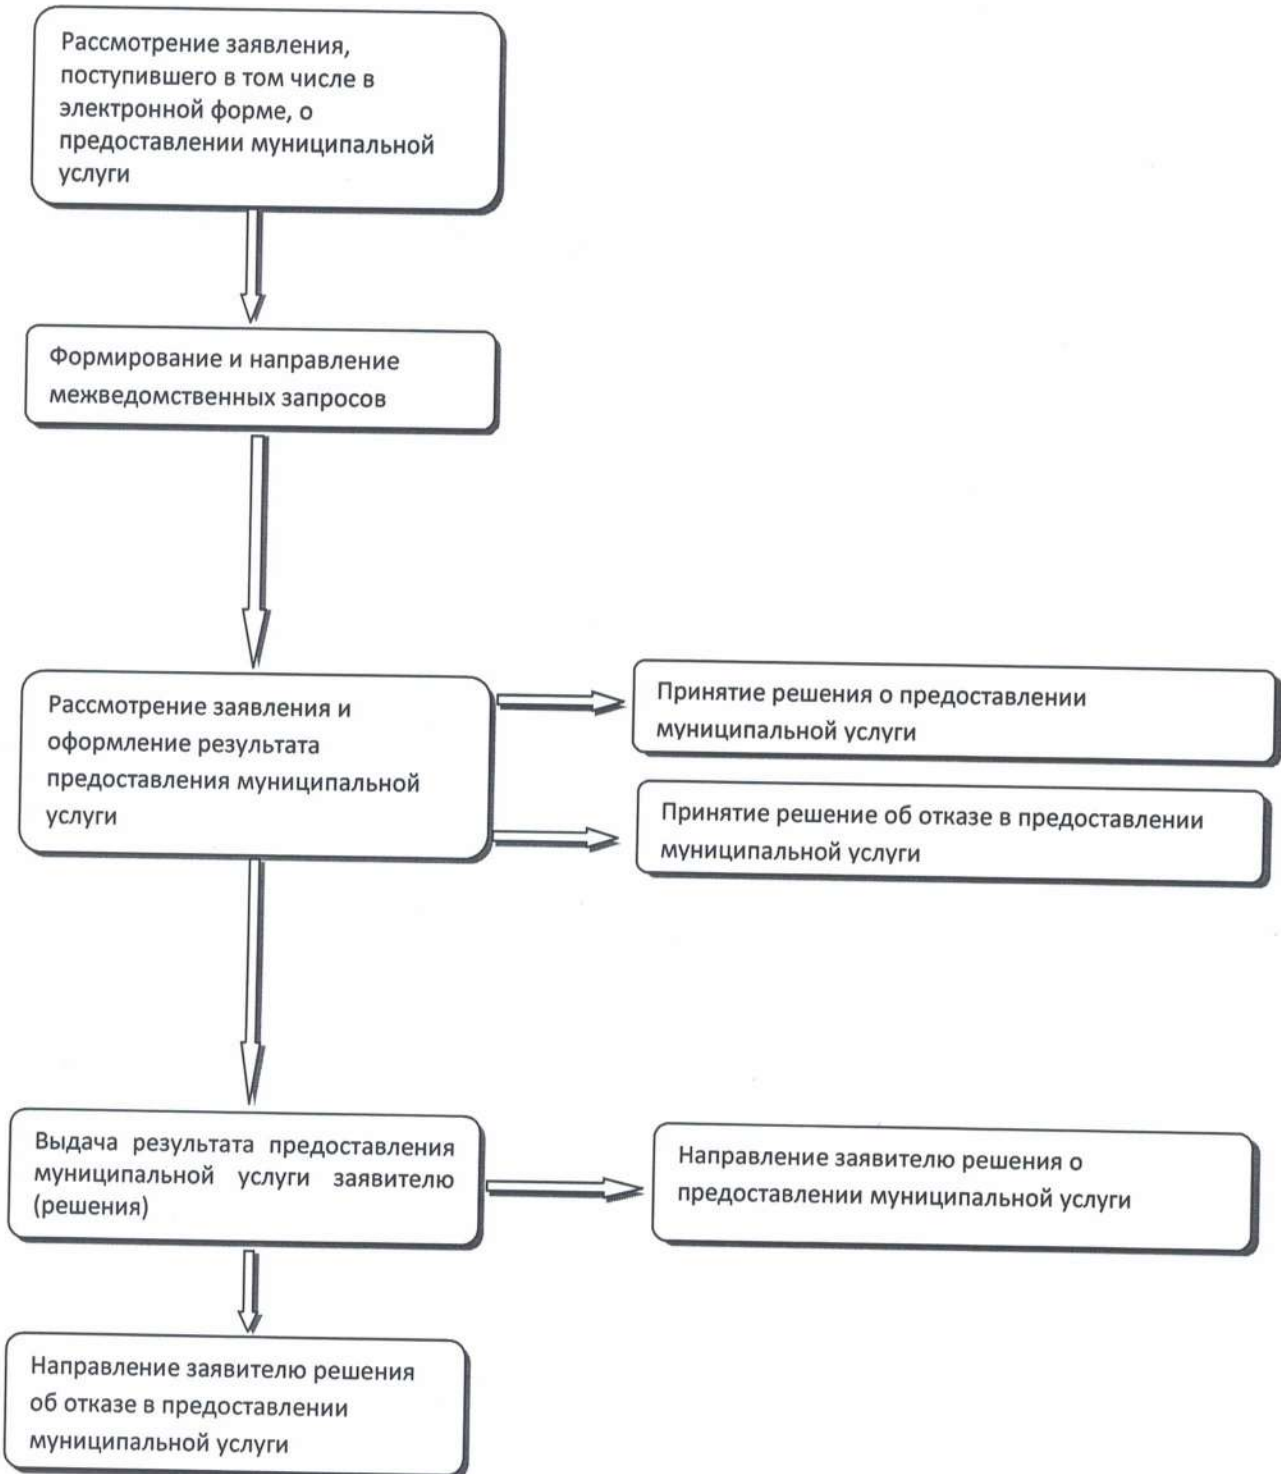 Рассмотрение заявления,
поступившего в том числе в
электронной форме, о
предоставлении муниципальной
услуги
Формирование и направление
межведомственных запросов
Рассмотрение заявления и
оформление результата
предоставления муниципальной
услуги
Принятие решения о предоставлении
муниципальной услуги
Принятие решение об отказе в предоставлении
муниципальной услуги
Выдача результата предоставления
муниципальной услуги заявителю
(решения)
Направление заявителю решения о
предоставлении муниципальной услуги
Направление заявителю решения
об отказе в предоставлении
муниципальной услуги